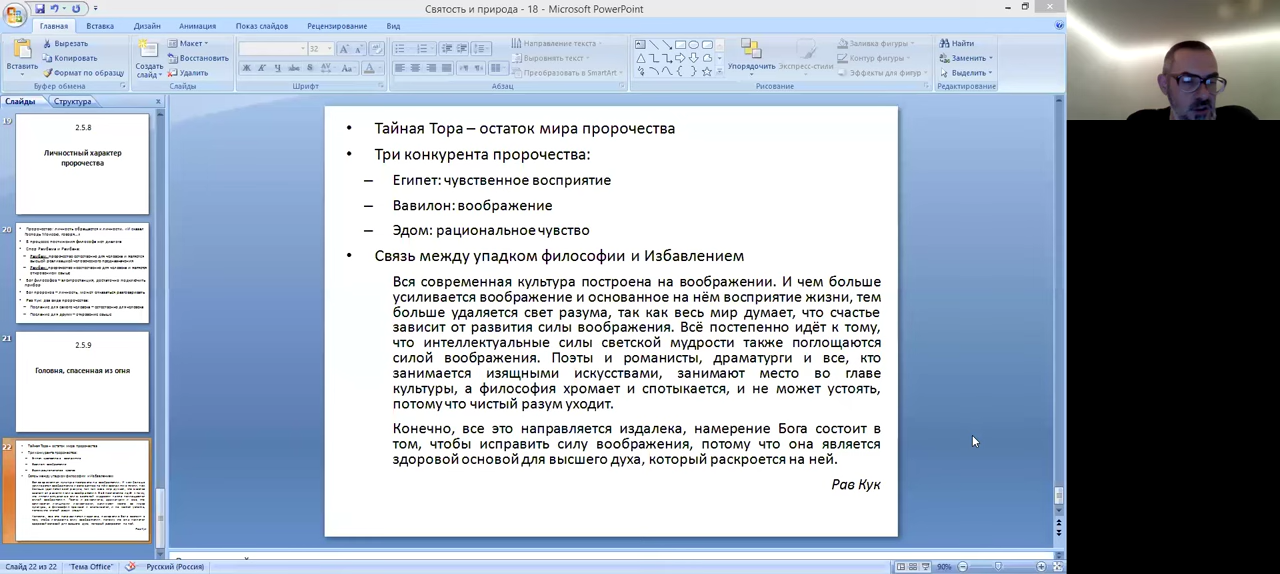 Святость и природа - 18 - Microsoft PowerPoint
Главная Вставка Дизайн Анимация Показ слайдов Рецензирование Вид
Вырезать
Копировать
Формат по образцу
Вставить
Буфер обмена
Создать слайд
Макет
Восстановить
Удалить
Слайды
32
Ж К Ч abc S AV Aa A
Шрифт
Направление текста
Выровнять текст
Преобразовать в SmartArt
Абзац
Упорядочить
Экспресс-стили
Заливка фигуры
Контур фигуры
Эффекты для фигур
Рисование
Найти
Заменить
Выделить
Редактирование
Слайды Структура
19
2.5.8
Личностный характер
пророчества
20
21
2.5.9
Головня, спасенная из огня
22
• Тайная Тора – остаток мира пророчества
• Три конкурента пророчества:
– Египет: чувственное восприятие
– Вавилон: воображение
– Эдом: рациональное чувство
• Связь между упадком философии и Избавлением
Вся современная культура построена на воображении. И чем больше
усиливается воображение и основанное на нём восприятие жизни, тем
больше удаляется свет разума, так как весь мир думает, что счастье
зависит от развития силы воображения. Всё постепенно идёт к тому,
что интеллектуальные силы светской мудрости также поглощаются
силой воображения. Поэты и романисты, драматурги и все, кто
занимается изящными искусствами, занимают место во главе
культуры, а философия хромает и спотыкается, и не может устоять,
потому что чистый разум уходит.
Конечно, все это направляется издалека, намерение Бога состоит в
том, чтобы исправить силу воображения, потому что она является
здоровой основой для высшего духа, который раскроется на ней.
Рав Кук
Слайд 22 из 22 "Тема Office" Русский (Россия) 90%